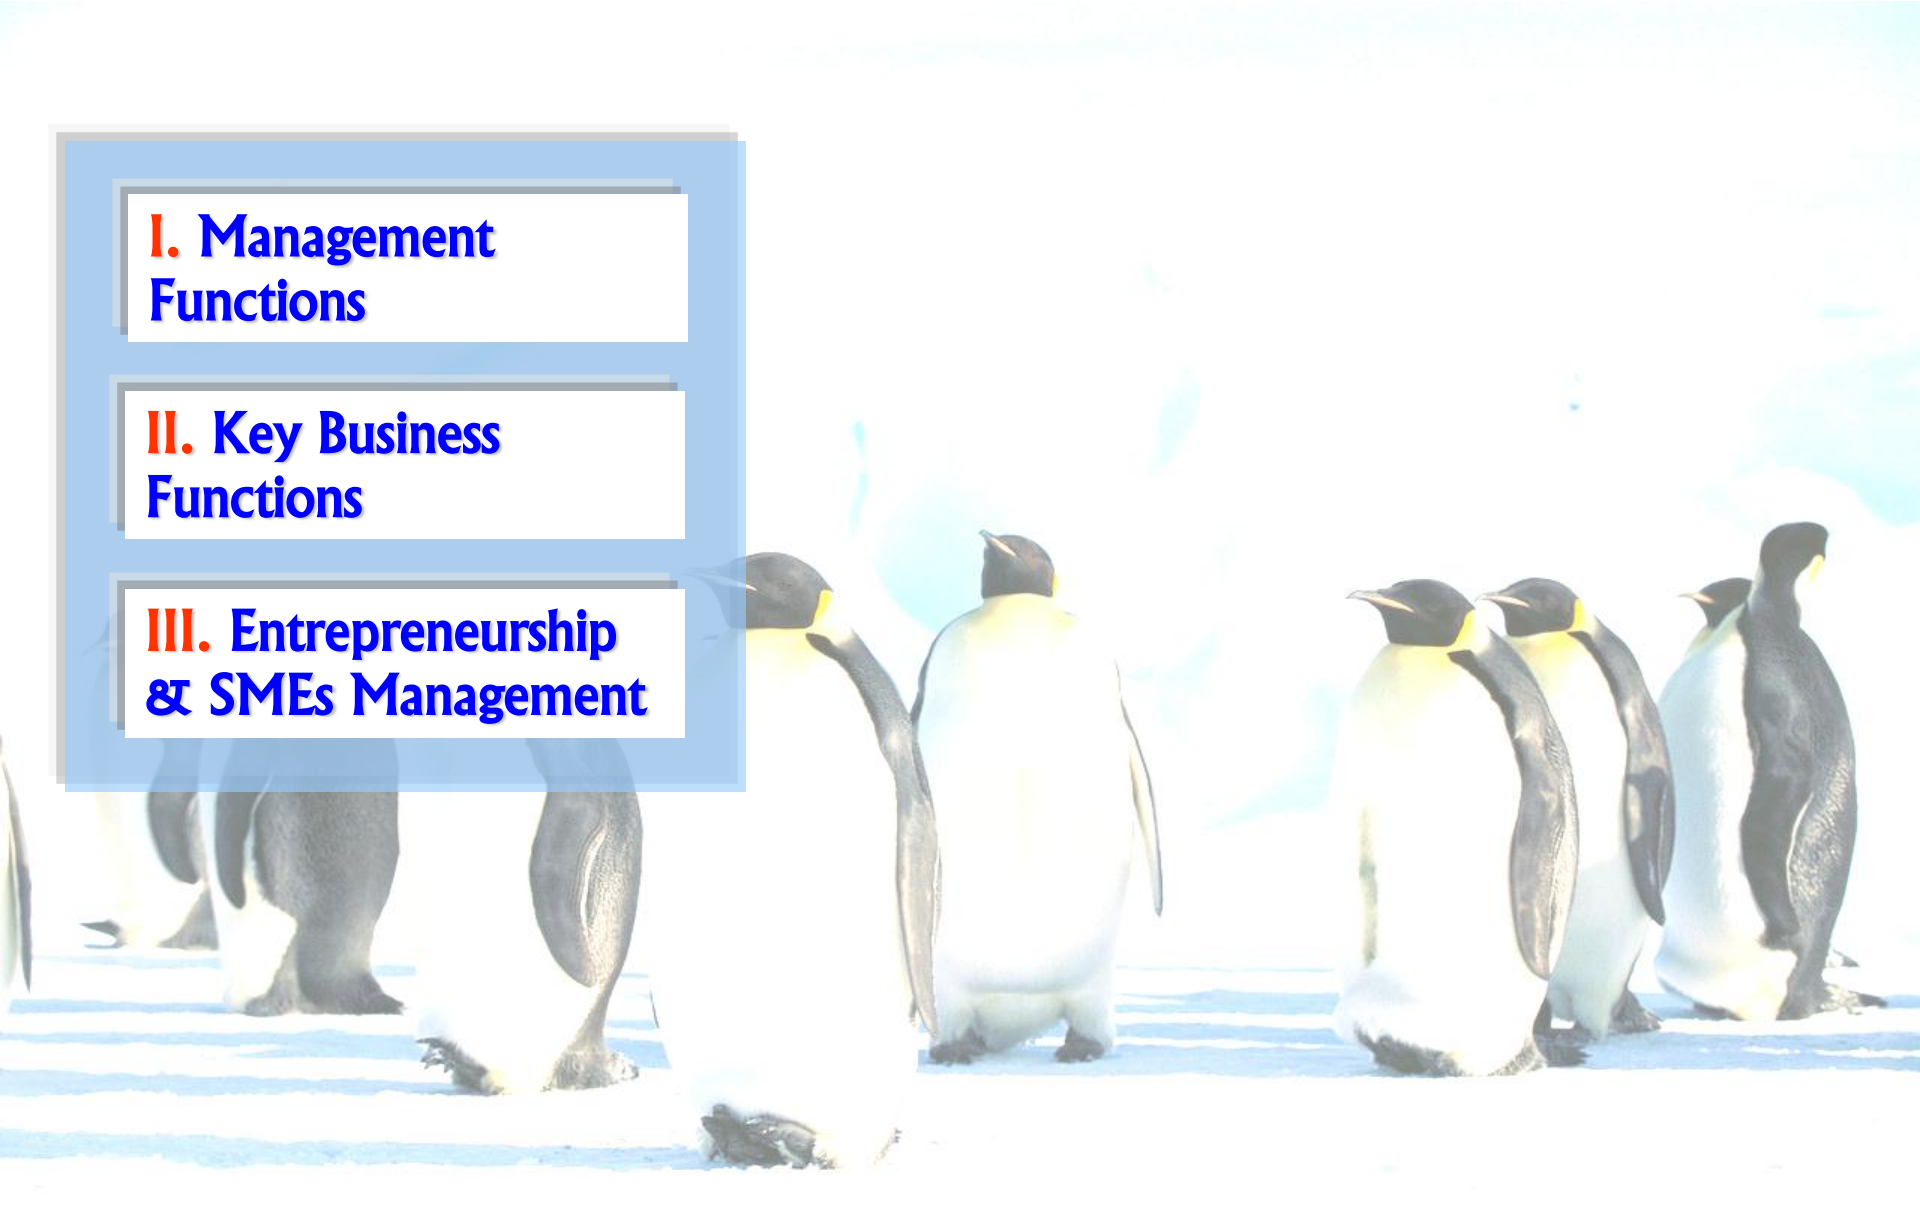 I. Management
Functions
II. Key Business
Functions
III. Entrepreneurship
& SMEs Management